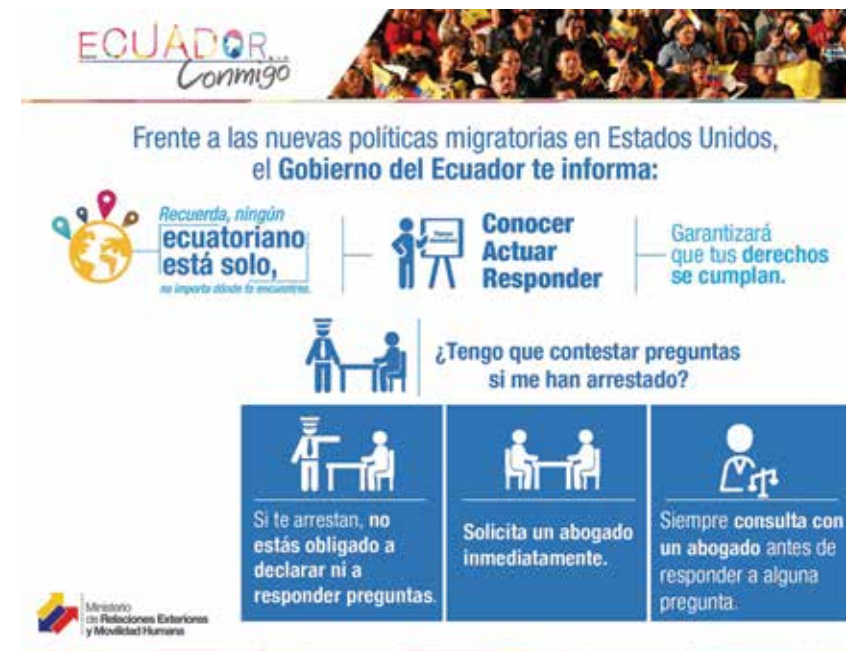 ECUADOR...
Conmigo
Frente a las nuevas políticas migratorias en Estados Unidos,
el Gobierno del Ecuador te informa:
Recuerda, ningún
ecuatoriano
está solo,
no importa dónde te encuentres.
Conocer
Actuar
Responder
Garantizará
que tus derechos
se cumplan.
¿Tengo que contestar preguntas
si me han arrestado?
Si te arrestan, no
estás obligado a
declarar ni a
responder preguntas.
Solicita un abogado
inmediatamente.
Siempre consulta con
un abogado antes de
responder a alguna
pregunta.
Ministerio
de Relaciones Exteriores
y Movilidad Humana